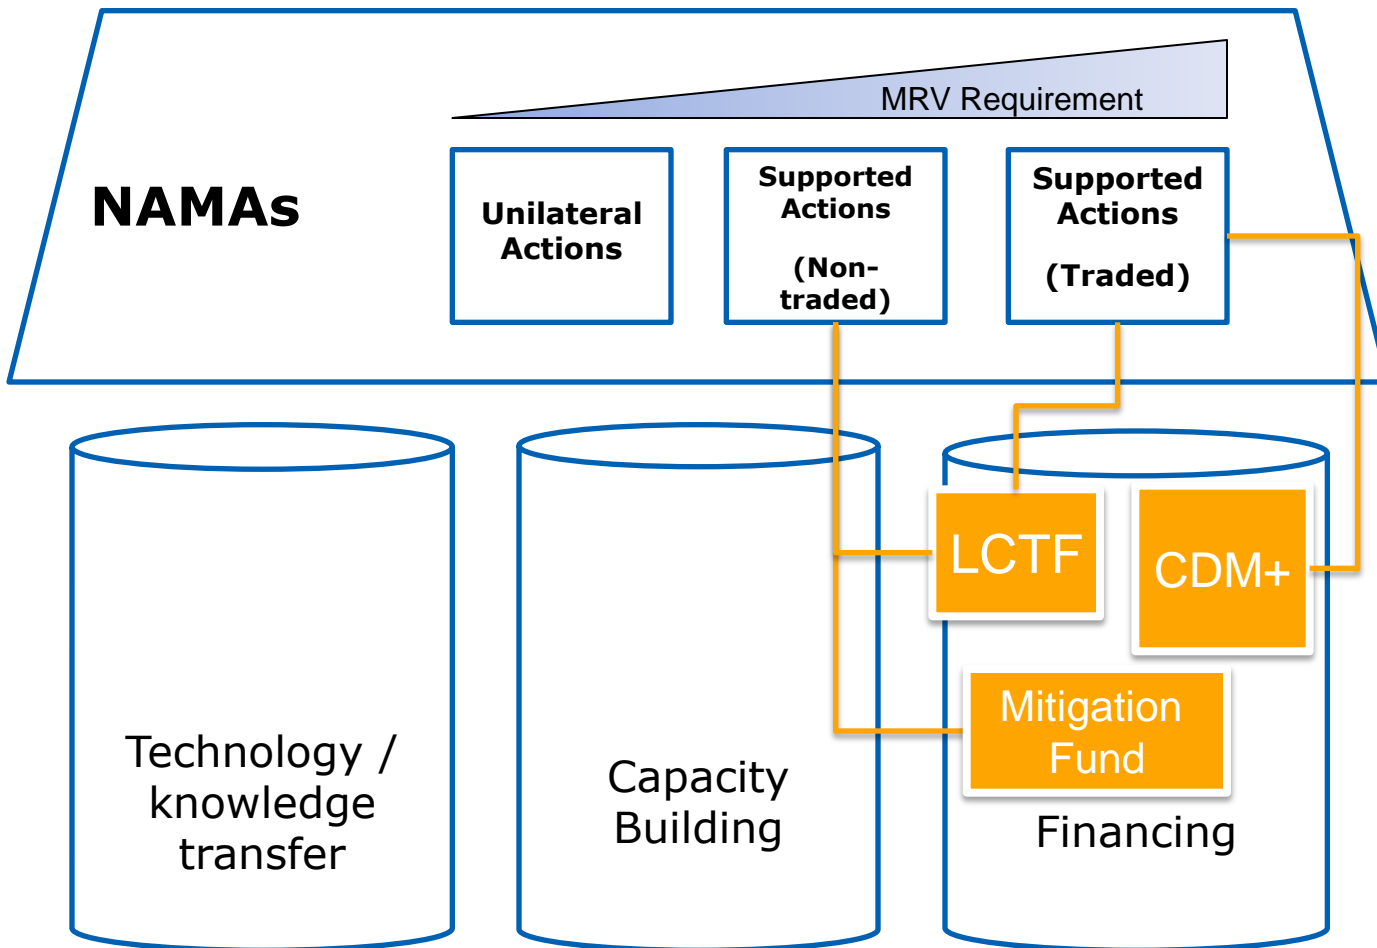 MRV Requirement
NAMAs
Unilateral
Actions
Supported
Actions
(Non-
traded)
Supported
Actions
(Traded)
LCTF
CDM+
Mitigation
Fund
Technology /
knowledge
transfer
Capacity
Building
Financing